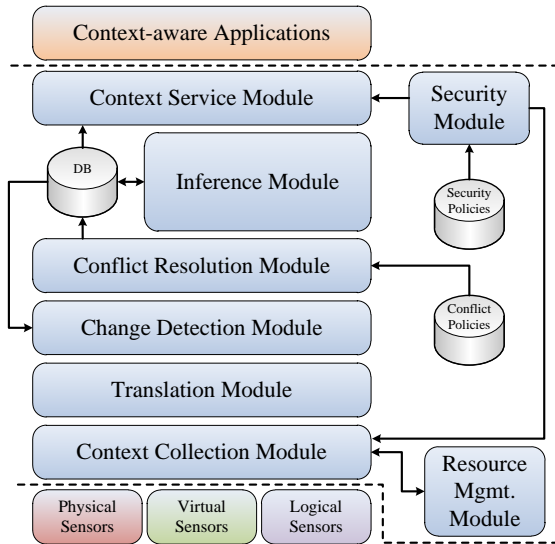 Context-aware Applications
Context Service Module
Security
Module
DB
Inference Module
Security
Policies
Conflict Resolution Module
Conflict
Policies
Change Detection Module
Translation Module
Context Collection Module
Resource
Mgmt.
Module
Physical
Sensors
Virtual
Sensors
Logical
Sensors